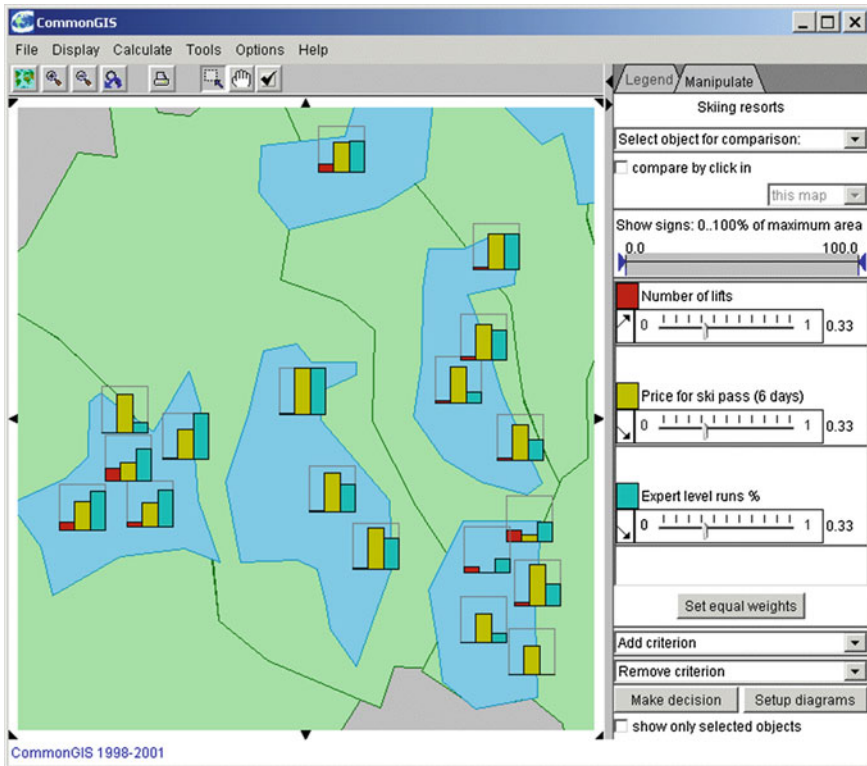 CommonGIS
File Display Calculate Tools Options Help
Legend Manipulate
Skiing resorts
Select object for comparison:
compare by click in
this map
Show signs: 0..100% of maximum area
0.0 100.0
Number of lifts
0 1 0.33
Price for ski pass (6 days)
0 1 0.33
Expert level runs %
0 1 0.33
Set equal weights
Add criterion
Remove criterion
Make decision Setup diagrams
show only selected objects
CommonGIS 1998-2001